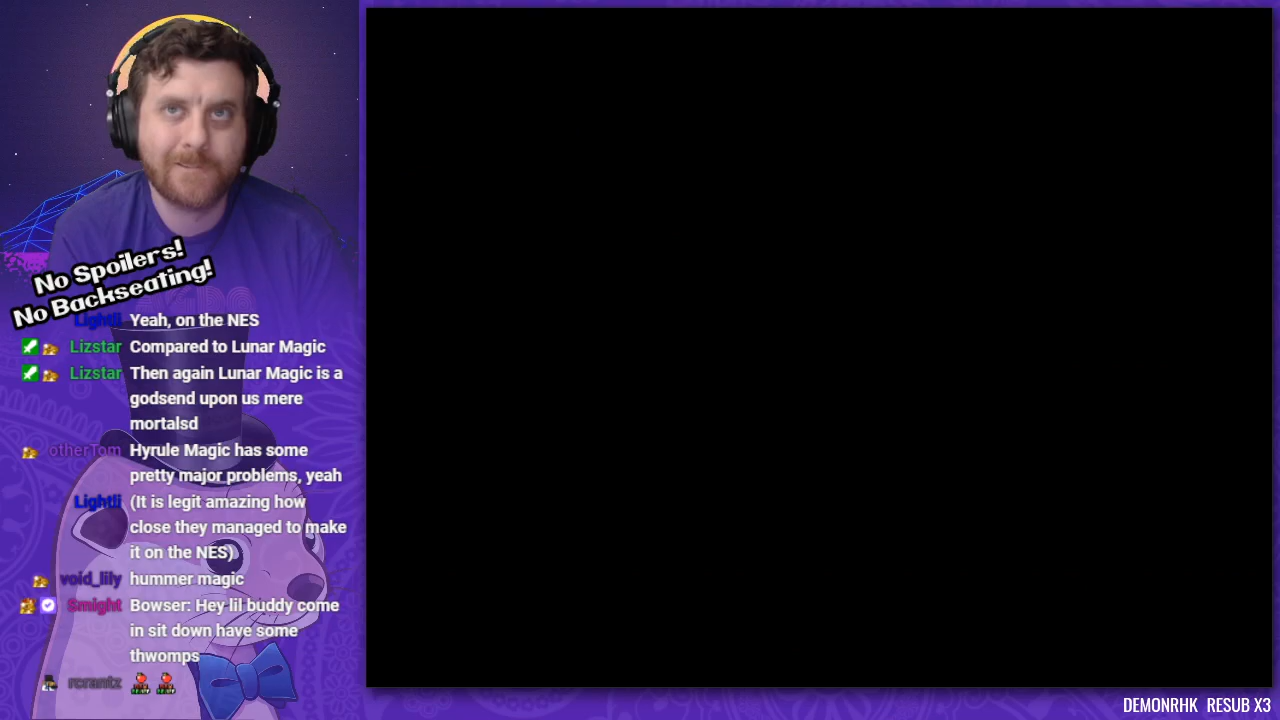 No Spoilers!
No Backseating!
Lightli Yeah, on the NES
Lizstar Compared to Lunar Magic
Lizstar Then again Lunar Magic is a
godsend upon us mere
mortalsd
otherTom Hyrule Magic has some
pretty major problems, yeah
Lightli (It is legit amazing how
close they managed to make
it on the NES)
void_lily hummer magic
Smight Bowser: Hey lil buddy come
in sit down have some
thwomps
rcrantz
DEMONRHK RESUB X3